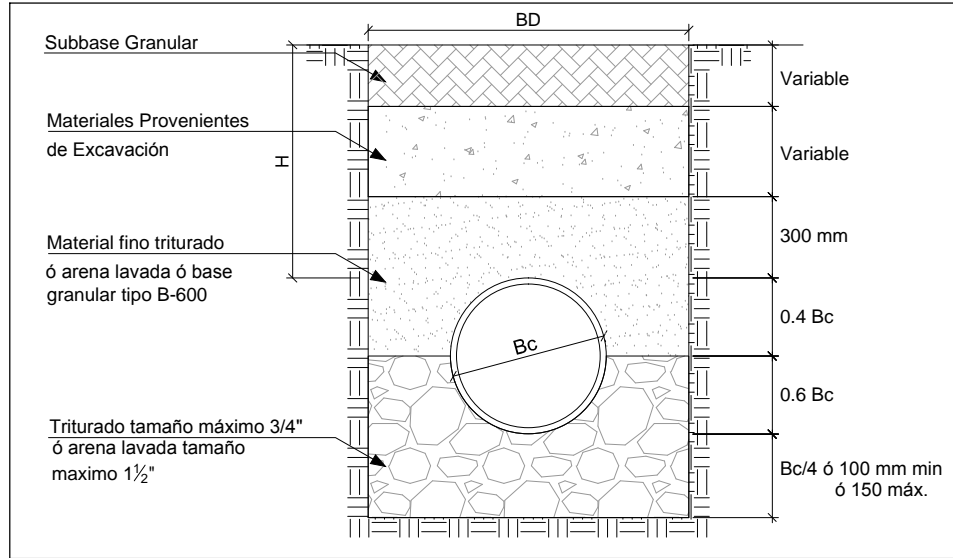 BD
Subbase Granular
Variable
Materiales Provenientes
de Excavación
H
Variable
Material fino triturado
ó arena lavada ó base
granular tipo B-600
300 mm
0.4 Bc
Bc
0.6 Bc
Triturado tamaño máximo 3/4"
ó arena lavada tamaño
maximo 1½"
Bc/4 ó 100 mm min
ó 150 máx.